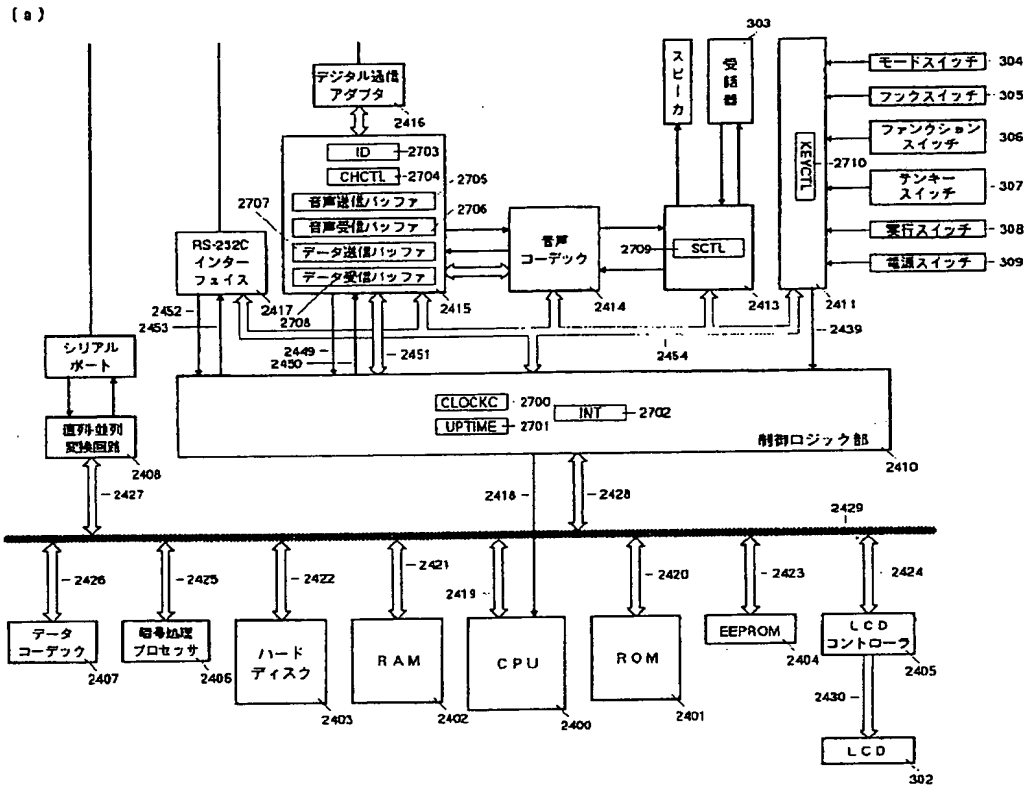 (a)
303
スピーカ
受話器
デジタル通信
アダプタ
2416
モードスイッチ
304
フックスイッチ
305
ファンクション
スイッチ
306
テンキー
スイッチ
307
実行スイッチ
308
電源スイッチ
309
KEYCTL
2710
2411
ID
2703
CHCTL
2704
音声送信バッファ
2705
音声受信バッファ
2706
データ送信バッファ
2707
データ受信バッファ
2708
2415
音声
コーデック
2414
SCTL
2709
2413
RS-232C
インター
フェイス
2417
2452
2453
2449
2450
2451
2454
2439
シリアル
ポート
直列-並列
変換回路
2408
2427
CLOCKC
2700
UPTIME
2701
INT
2702
制御ロジック部
2410
2418
2428
2429
2426
2425
2422
2421
2419
2420
2423
2424
データ
コーデック
2407
暗号処理
プロセッサ
2406
ハード
ディスク
2403
RAM
2402
CPU
2400
ROM
2401
EEPROM
2404
LCD
コントローラ
2405
2430
LCD
302